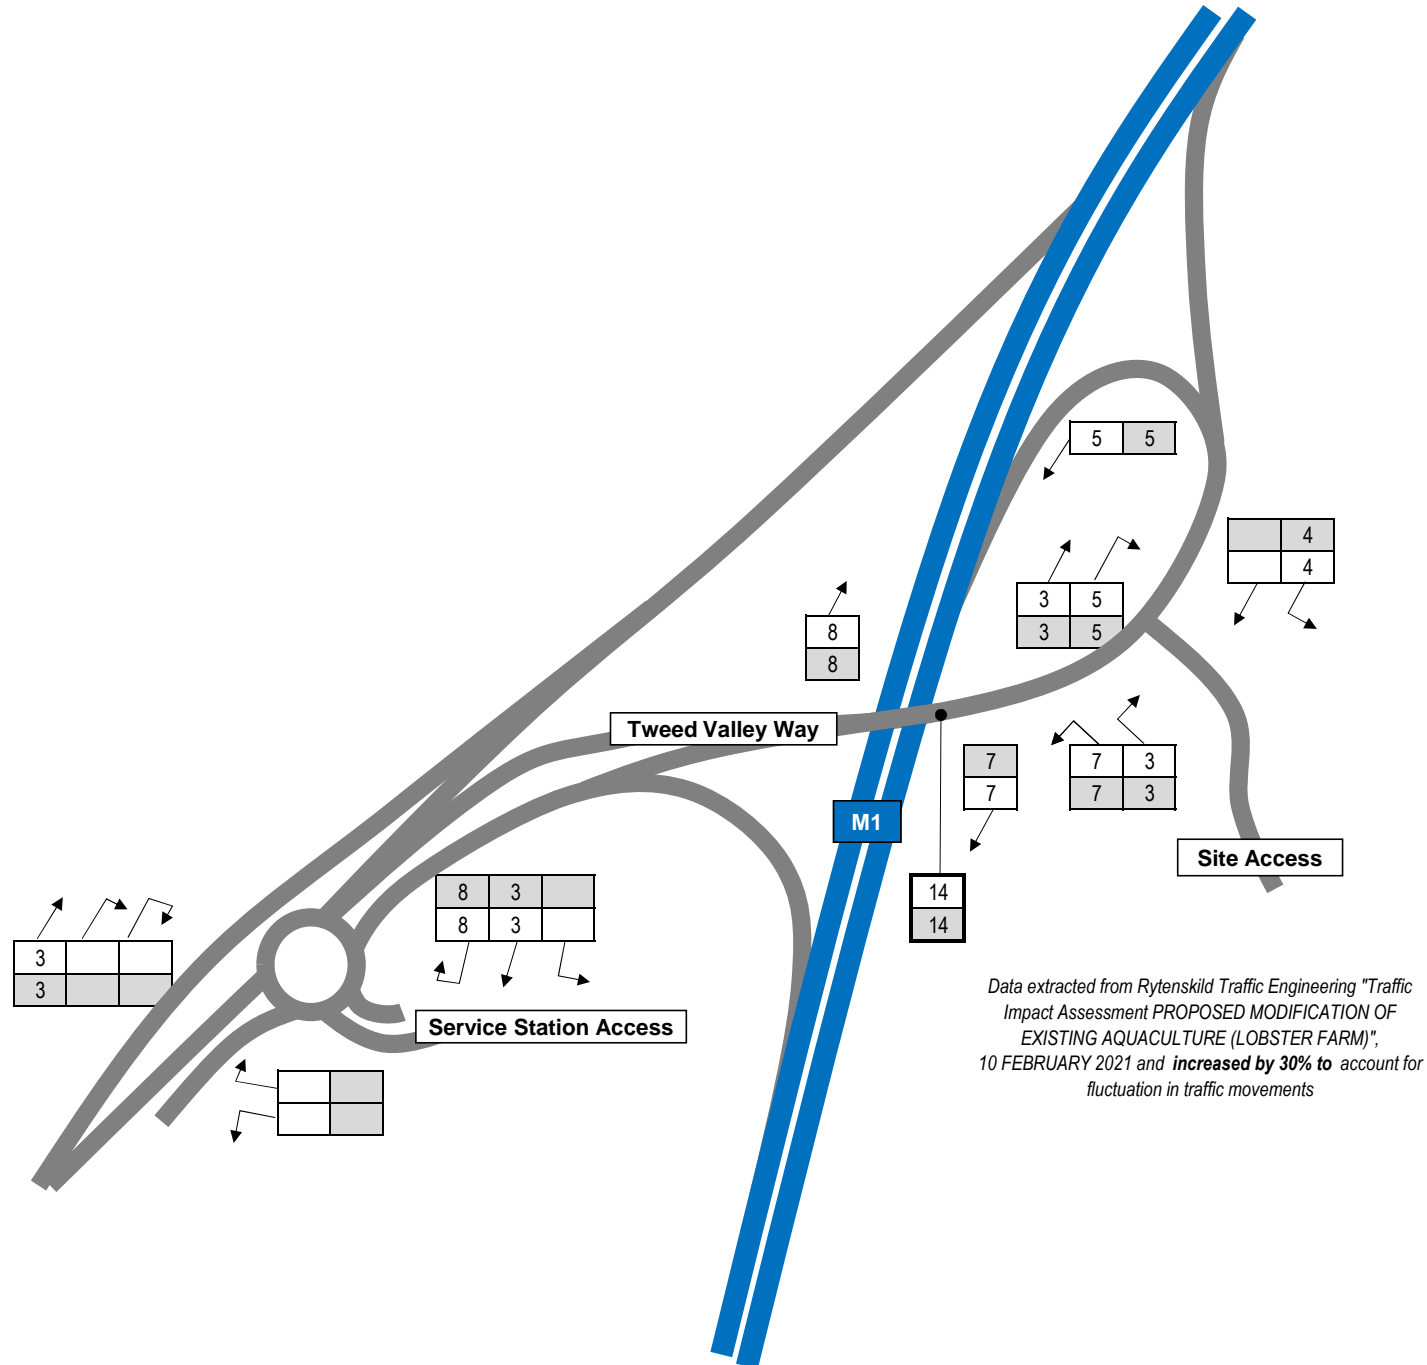 5 5
4
4
3 5
3 5
8
8
Tweed Valley Way
7
7
7 3
7 3
M1
Site Access
8 3
8 3
14
14
3
3
Service Station Access
Data extracted from Rytenskild Traffic Engineering "Traffic
Impact Assessment PROPOSED MODIFICATION OF
EXISTING AQUACULTURE (LOBSTER FARM)",
10 FEBRUARY 2021 and increased by 30% to account for
fluctuation in traffic movements